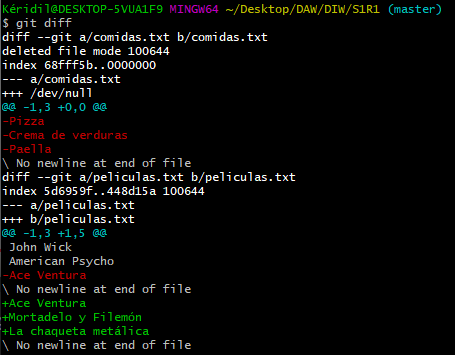 Kéridil@DESKTOP-5VUA1F9 MINGW64 ~/Desktop/DAW/DIW/S1R1 (master)
$ git diff
diff --git a/comidas.txt b/comidas.txt
deleted file mode 100644
index 68fff5b..0000000
--- a/comidas.txt
+++ /dev/null
@@ -1,3 +0,0 @@
-Pizza
-Crema de verduras
-Paella
\ No newline at end of file
diff --git a/peliculas.txt b/peliculas.txt
index 5d6959f..448d15a 100644
--- a/peliculas.txt
+++ b/peliculas.txt
@@ -1,3 +1,5 @@
 John Wick
 American Psycho
-Ace Ventura
\ No newline at end of file
+Ace Ventura
+Mortadelo y Filemón
+La chaqueta metálica
\ No newline at end of file